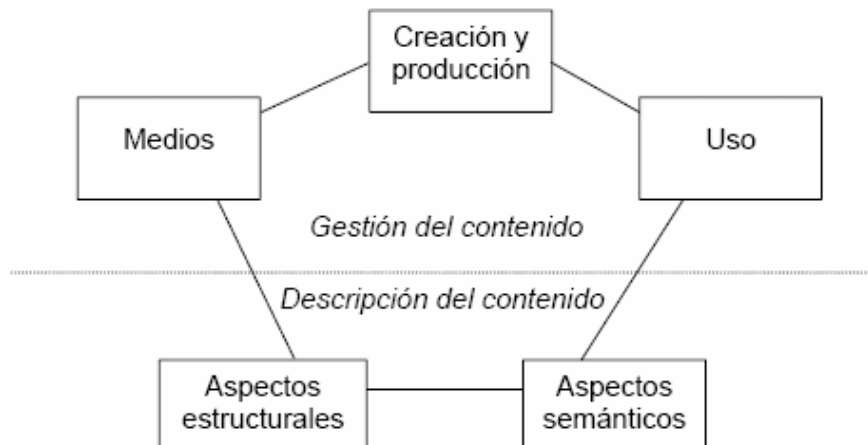 Creación y
producción
Medios
Uso
Gestión del contenido
Descripción del contenido
Aspectos
estructurales
Aspectos
semánticos